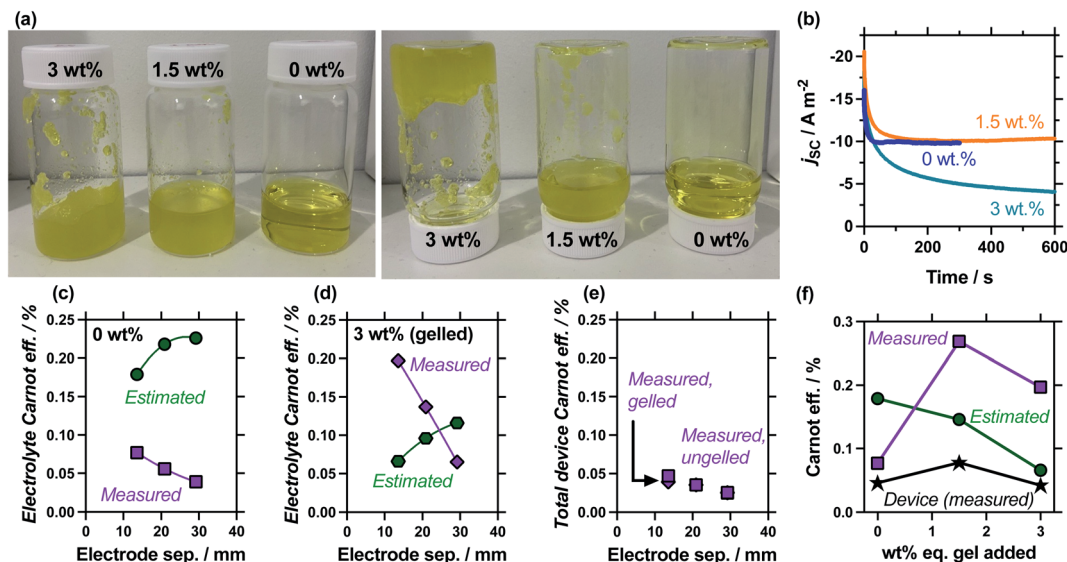 (a)
3 wt%
1.5 wt%
0 wt%
3 wt%
1.5 wt%
0 wt%
(b)
jSC / A m-2
-20
-15
-10
-5
0
1.5 wt.%
0 wt.%
3 wt.%
0 200 400 600
Time / s
(c)
Electrolyte Carnot eff. / %
0.25
0.20
0.15
0.10
0.05
0.00
0 wt%
Estimated
Measured
0 10 20 30 40
Electrode sep. / mm
(d)
Electrolyte Carnot eff. / %
0.25
0.20
0.15
0.10
0.05
0.00
3 wt% (gelled)
Measured
Estimated
0 10 20 30 40
Electrode sep. / mm
(e)
Total device Carnot eff. / %
0.25
0.20
0.15
0.10
0.05
0.00
Measured,
gelled
Measured,
ungelled
0 10 20 30 40
Electrode sep. / mm
(f)
Carnot eff. / %
0.3
0.2
0.1
0.0
Measured
Estimated
Device (measured)
0 1 2 3
wt% eq. gel added